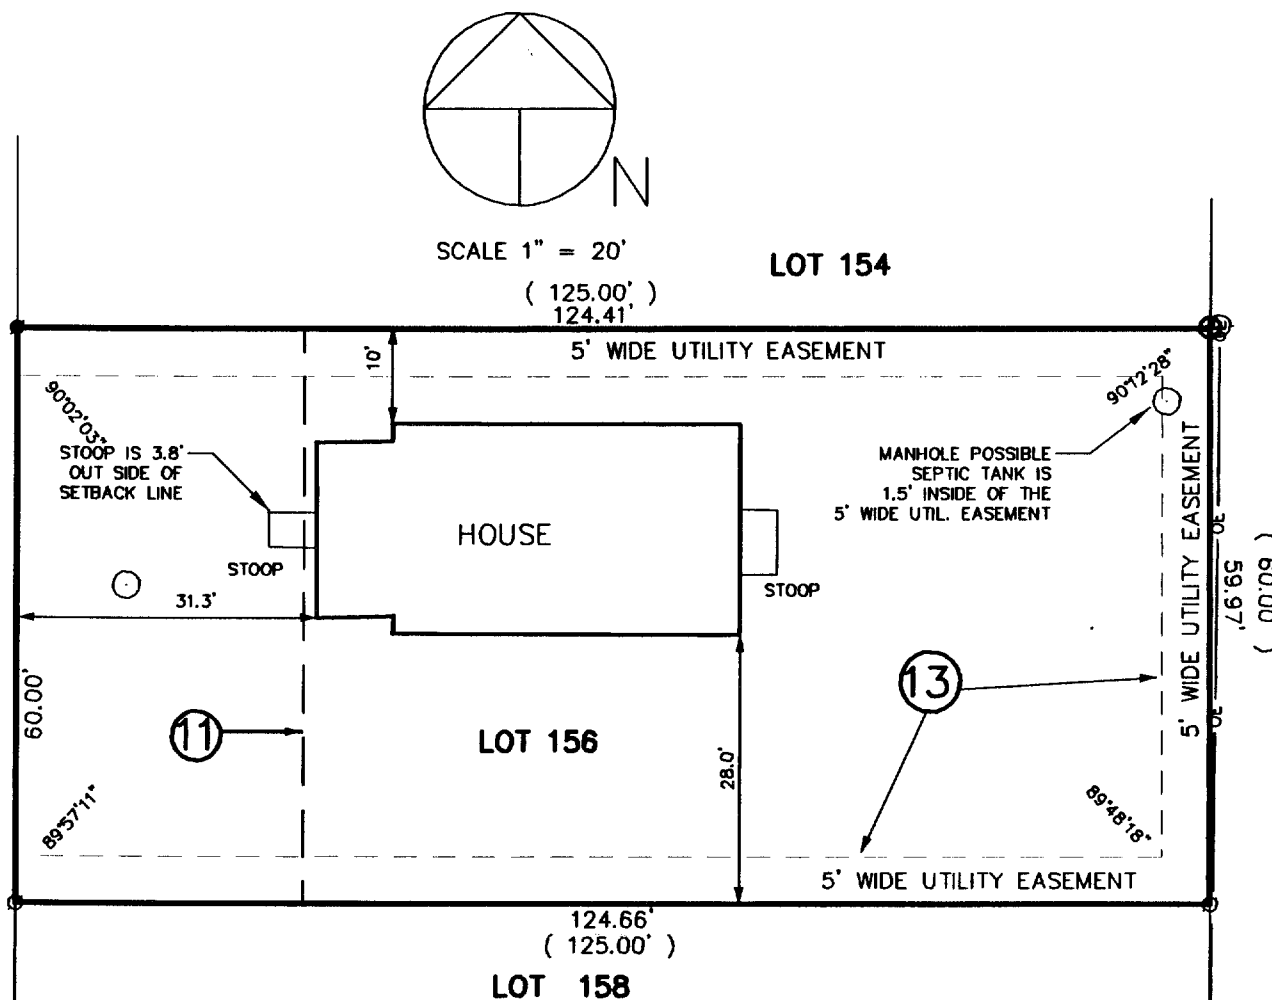 N
SCALE 1" = 20'
LOT 154
( 125.00' )
124.41'
5' WIDE UTILITY EASEMENT
10'
90°02'03"
90°12'28"
STOOP IS 3.8'
OUT SIDE OF
SETBACK LINE
MANHOLE POSSIBLE
SEPTIC TANK IS
1.5' INSIDE OF THE
5' WIDE UTIL. EASEMENT
HOUSE
STOOP
STOOP
31.3'
5' WIDE UTILITY EASEMENT
( 60.00' )
59.97'
60.00'
11
13
LOT 156
28.0'
89°57'11"
89°48'18"
5' WIDE UTILITY EASEMENT
124.66'
( 125.00' )
LOT 158